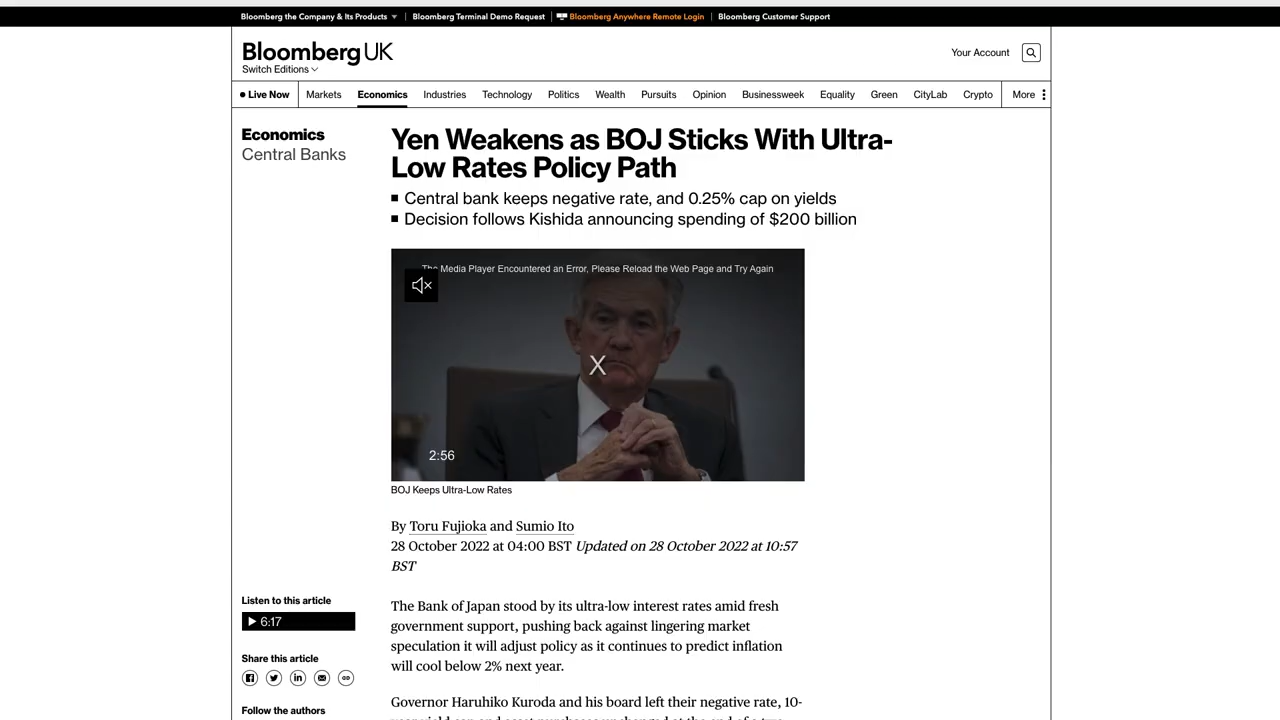 Bloomberg the Company & Its Products
Bloomberg Terminal Demo Request
Bloomberg Anywhere Remote Login
Bloomberg Customer Support
Bloomberg UK
Switch Editions
Your Account
Live Now
Markets
Economics
Industries
Technology
Politics
Wealth
Pursuits
Opinion
Businessweek
Equality
Green
CityLab
Crypto
More
Economics
Central Banks
Yen Weakens as BOJ Sticks With Ultra-
Low Rates Policy Path
Central bank keeps negative rate, and 0.25% cap on yields
Decision follows Kishida announcing spending of $200 billion
The Media Player Encountered an Error, Please Reload the Web Page and Try Again
X
2:56
BOJ Keeps Ultra-Low Rates
By Toru Fujioka and Sumio Ito
28 October 2022 at 04:00 BST Updated on 28 October 2022 at 10:57
BST
Listen to this article
6:17
Share this article
Follow the authors
The Bank of Japan stood by its ultra-low interest rates amid fresh
government support, pushing back against lingering market
speculation it will adjust policy as it continues to predict inflation
will cool below 2% next year.
Governor Haruhiko Kuroda and his board left their negative rate, 10-